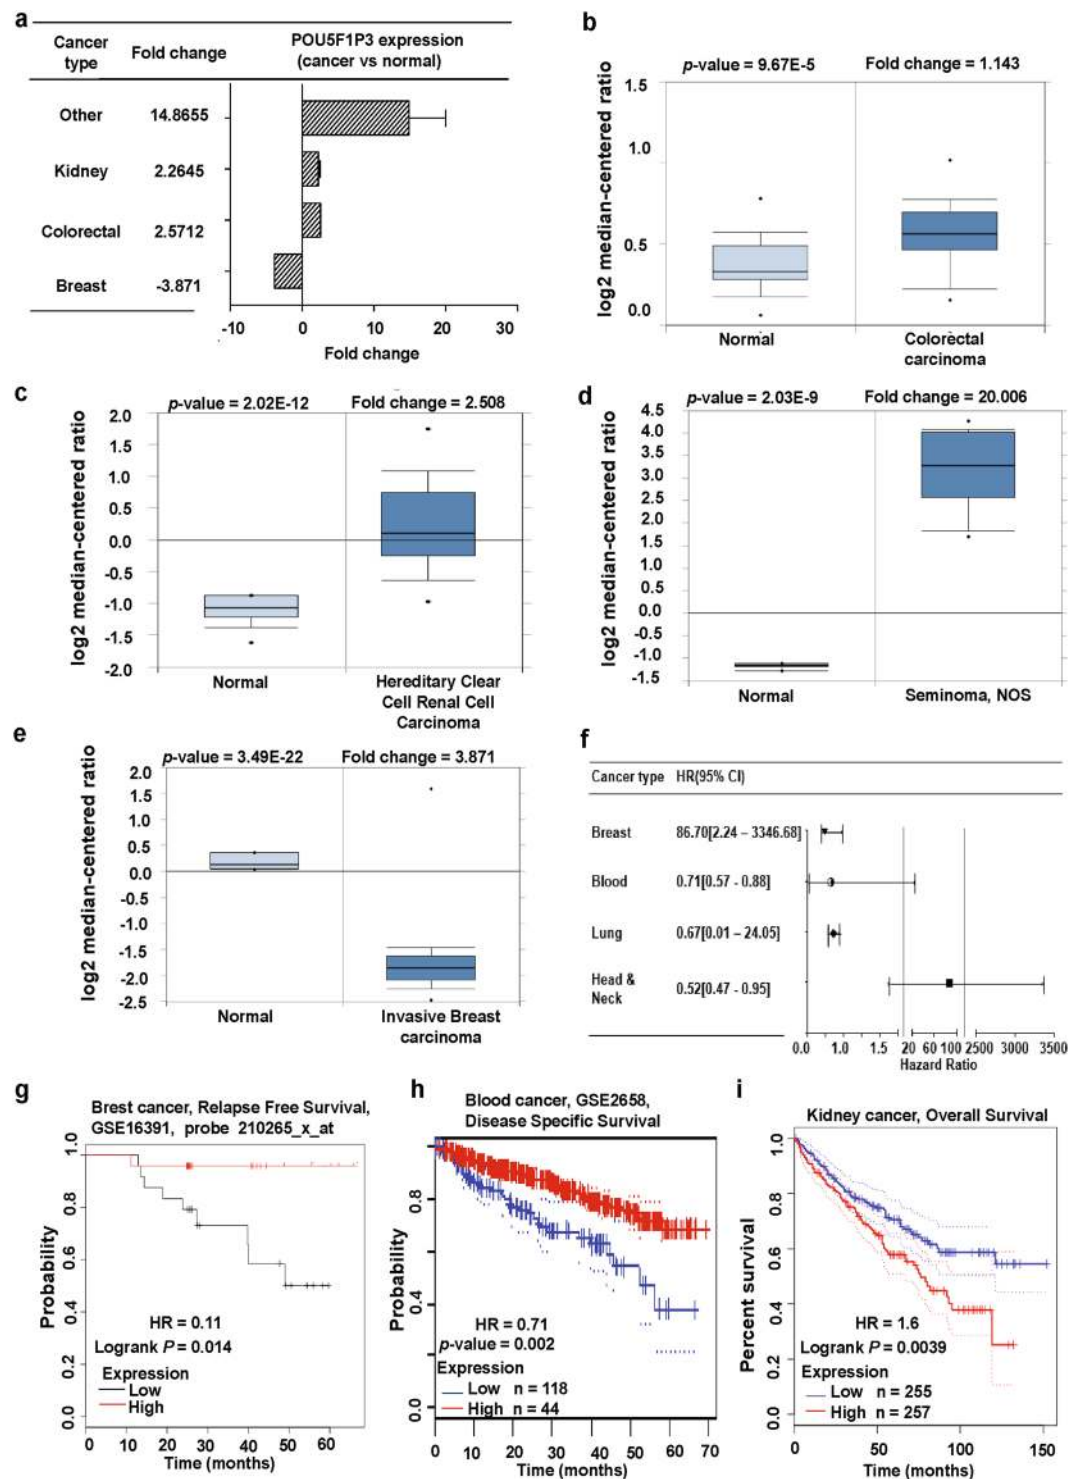 a
Cancer type
Fold change
POU5F1P3 expression
(cancer vs normal)
Other 14.8655
Kidney 2.2645
Colorectal 2.5712
Breast -3.871
-10 0 10 20 30
Fold change
b
p-value = 9.67E-5 Fold change = 1.143
log2 median-centered ratio
1.5
1.0
0.5
0.0
Normal
Colorectal
carcinoma
c
p-value = 2.02E-12 Fold change = 2.508
log2 median-centered ratio
2.0
1.5
1.0
0.5
0.0
-0.5
-1.0
-1.5
-2.0
Normal
Hereditary Clear
Cell Renal Cell
Carcinoma
d
p-value = 2.03E-9 Fold change = 20.006
log2 median-centered ratio
4.5
4.0
3.5
3.0
2.5
2.0
1.5
1.0
0.5
0.0
-0.5
-1.0
-1.5
Normal
Seminoma, NOS
e
p-value = 3.49E-22 Fold change = 3.871
log2 median-centered ratio
2.0
1.5
1.0
0.5
0.0
-0.5
-1.0
-1.5
-2.0
-2.5
Normal
Invasive Breast
carcinoma
f
Cancer type HR(95% CI)
Breast 86.70[2.24 – 3346.68]
Blood 0.71[0.57 - 0.88]
Lung 0.67[0.01 – 24.05]
Head &
Neck
0.52[0.47 - 0.95]
0.0 1.0 1.5 20 60 100 2500 3000 3500
Hazard Ratio
g
Brest cancer, Relapse Free Survival,
GSE16391, probe 210265_x_at
Probability
1.0
0.8
0.6
0.4
0.2
0.0
HR = 0.11
Logrank P = 0.014
Expression
Low
High
0 10 20 30 40 50 60
Time (months)
h
Blood cancer, GSE2658,
Disease Specific Survival
Probability
0.8
0.4
0.0
HR = 0.71
p-value = 0.002
Expression
Low n = 118
High n = 44
0 10 20 30 40 50 60 70
Time (months)
i
Kidney cancer, Overall Survival
Percent survival
1.0
0.8
0.6
0.4
0.2
0.0
HR = 1.6
Logrank P = 0.0039
Expression
Low n = 255
High n = 257
0 50 100 150
Time (months)